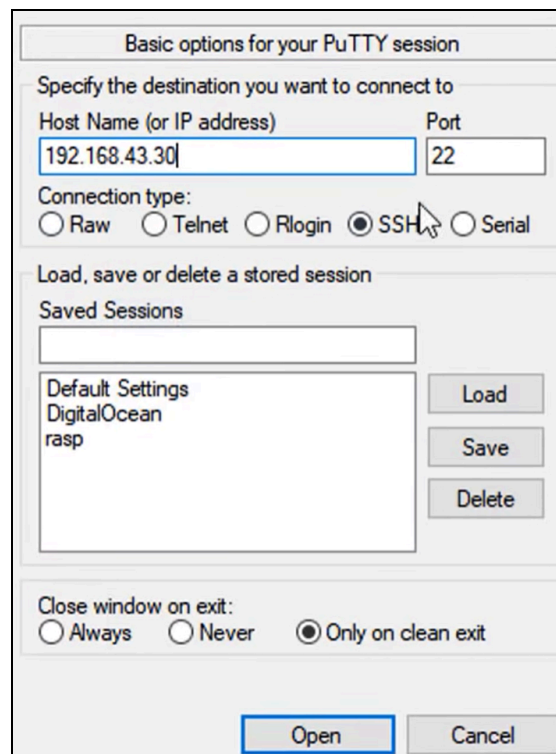 Basic options for your PuTTY session
Specify the destination you want to connect to
Host Name (or IP address) Port
192.168.43.30 22
Connection type:
Raw Telnet Rlogin SSH Serial
Load, save or delete a stored session
Saved Sessions
Default Settings
DigitalOcean
rasp
Load
Save
Delete
Close window on exit:
Always Never Only on clean exit
Open Cancel